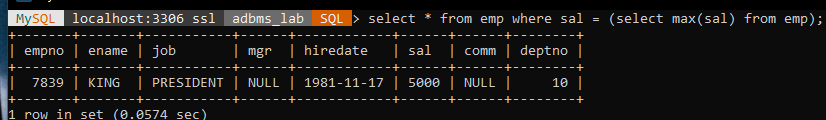 MySQL localhost:3306 ssl adbms_lab SQL > select * from emp where sal = (select max(sal) from emp);
+-------+-------+-----------+------+------------+------+------+--------+
| empno | ename | job       | mgr  | hiredate   | sal  | comm | deptno |
+-------+-------+-----------+------+------------+------+------+--------+
|  7839 | KING  | PRESIDENT | NULL | 1981-11-17 | 5000 | NULL |     10 |
+-------+-------+-----------+------+------------+------+------+--------+
1 row in set (0.0574 sec)